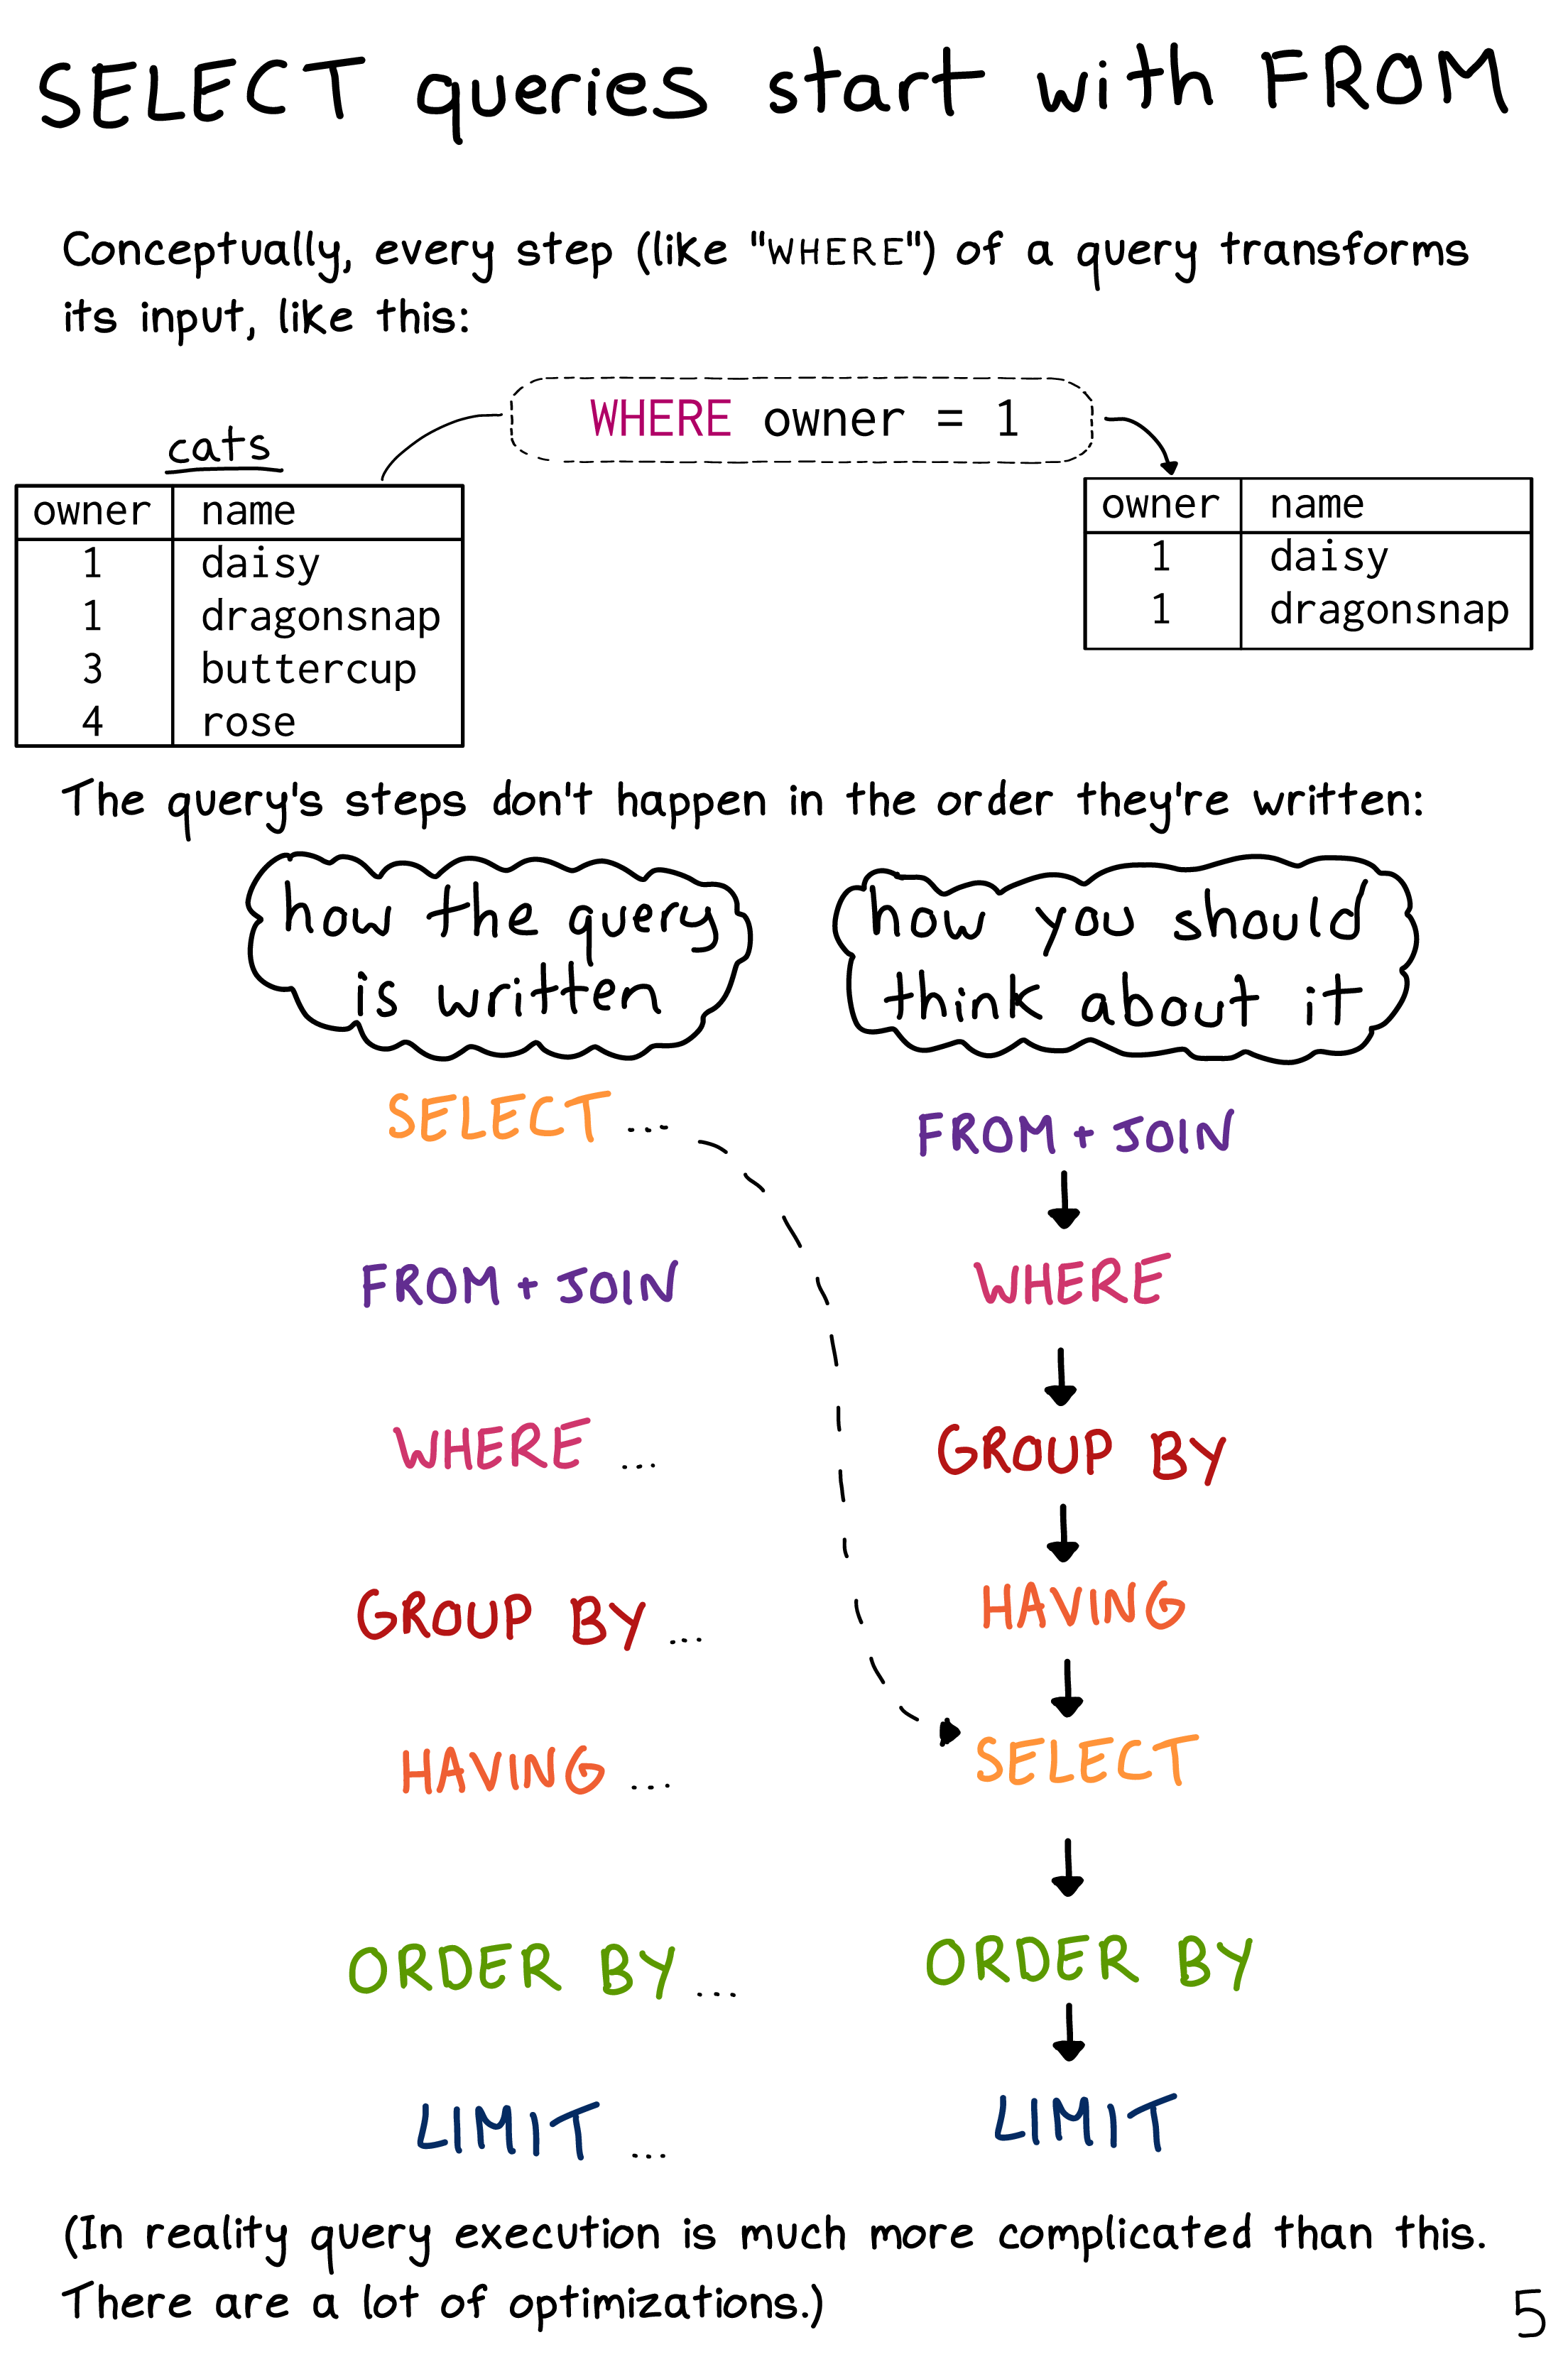 SELECT queries start with FROM
Conceptually, every step (like "WHERE") of a query transforms
its input, like this:
WHERE owner = 1
cats
owner name
1 daisy
1 dragonsnap
3 buttercup
4 rose
owner name
1 daisy
1 dragonsnap
The query's steps don't happen in the order they're written:
how the query
is written
SELECT ...
FROM + JOIN
WHERE ...
GROUP BY ...
HAVING ...
ORDER BY ...
LIMIT ...
how you should
think about it
FROM + JOIN
WHERE
GROUP BY
HAVING
SELECT
ORDER BY
LIMIT
(In reality query execution is much more complicated than this.
There are a lot of optimizations.)
5